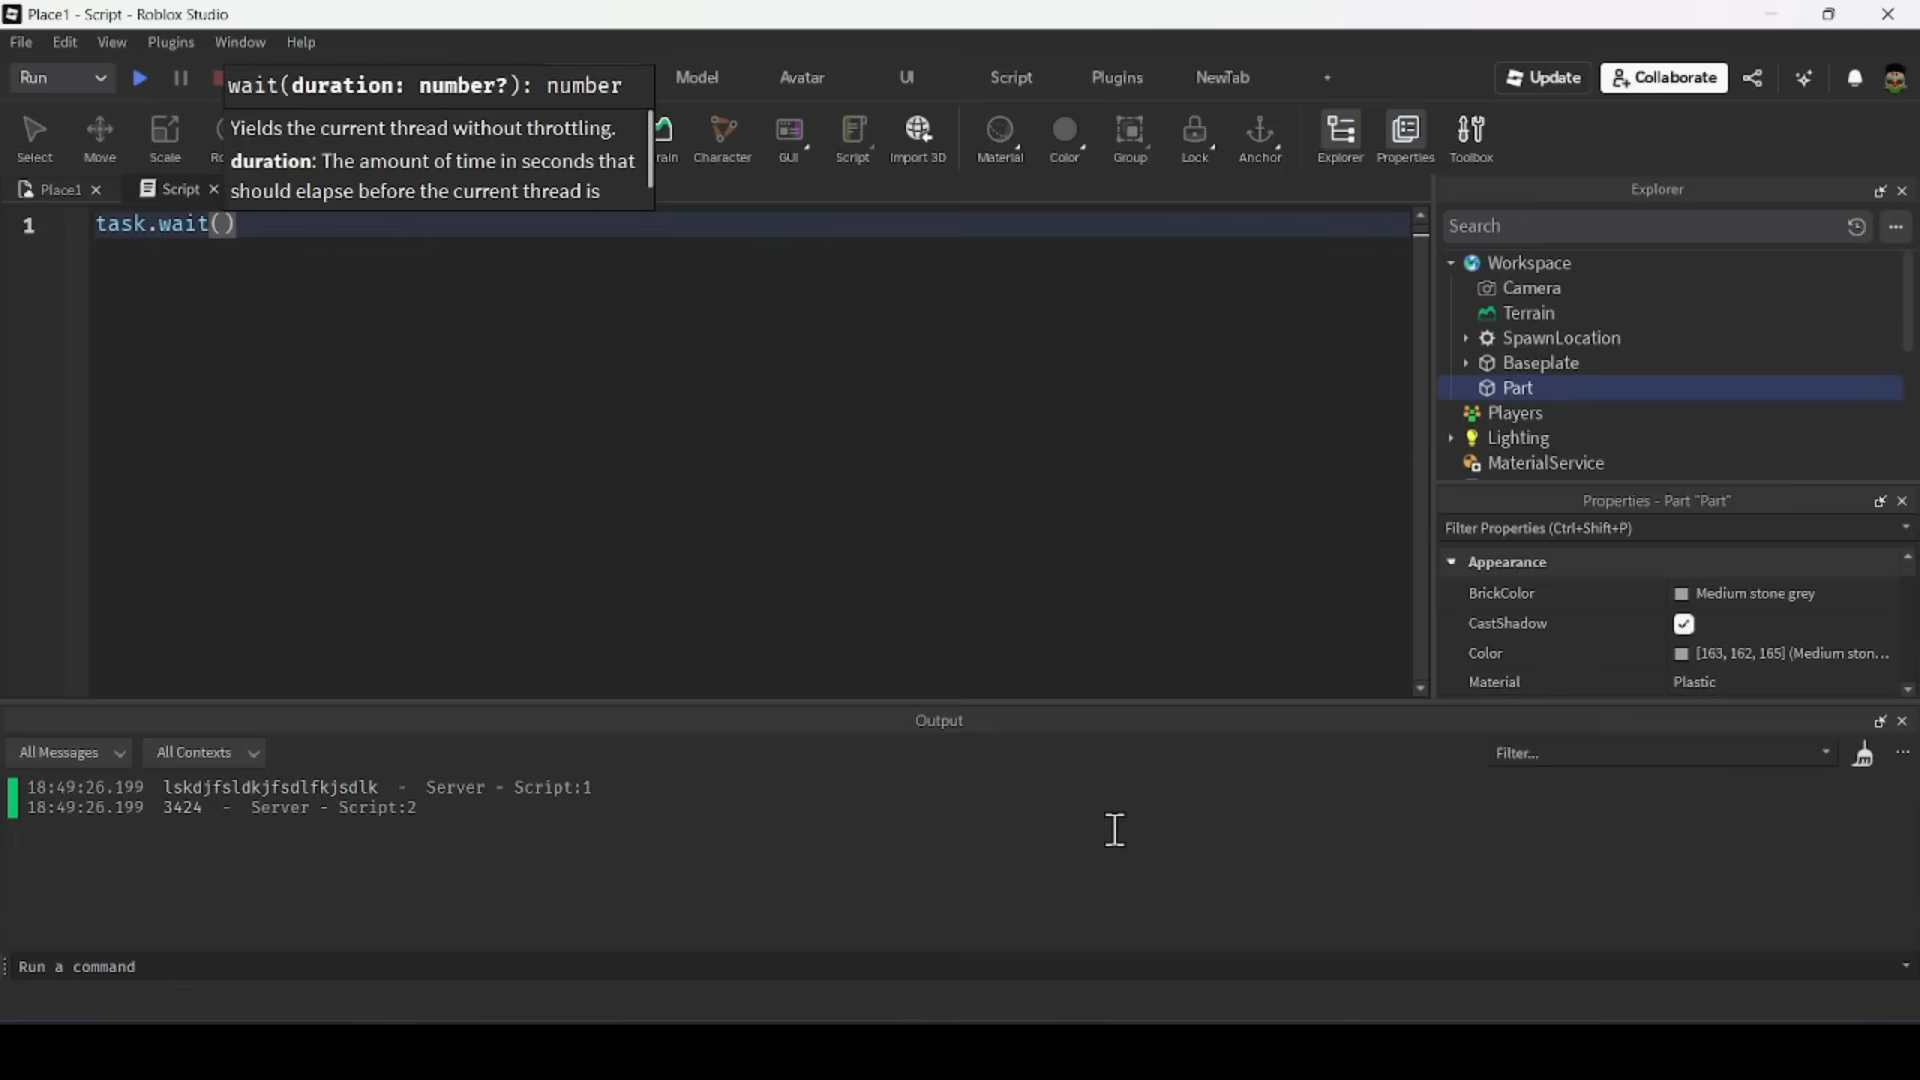 Place1 - Script - Roblox Studio
File Edit View Plugins Window Help
Run Model Avatar UI Script Plugins NewTab + Update Collaborate
wait(duration: number?): number
Yields the current thread without throttling.
duration: The amount of time in seconds that
should elapse before the current thread is
Select Move Scale rain Character GUI Script Import 3D Material Color Group Lock Anchor Explorer Properties Toolbox
Place1 Script
1 task.wait()
Explorer
Search
Workspace
Camera
Terrain
SpawnLocation
Baseplate
Part
Players
Lighting
MaterialService
Properties - Part "Part"
Filter Properties (Ctrl+Shift+P)
Appearance
BrickColor Medium stone grey
CastShadow
Color [163, 162, 165] (Medium ston...
Material Plastic
Output
All Messages All Contexts Filter...
18:49:26.199 lskdjfsldkjfsdlfkjsdlk - Server - Script:1
18:49:26.199 3424 - Server - Script:2
Run a command